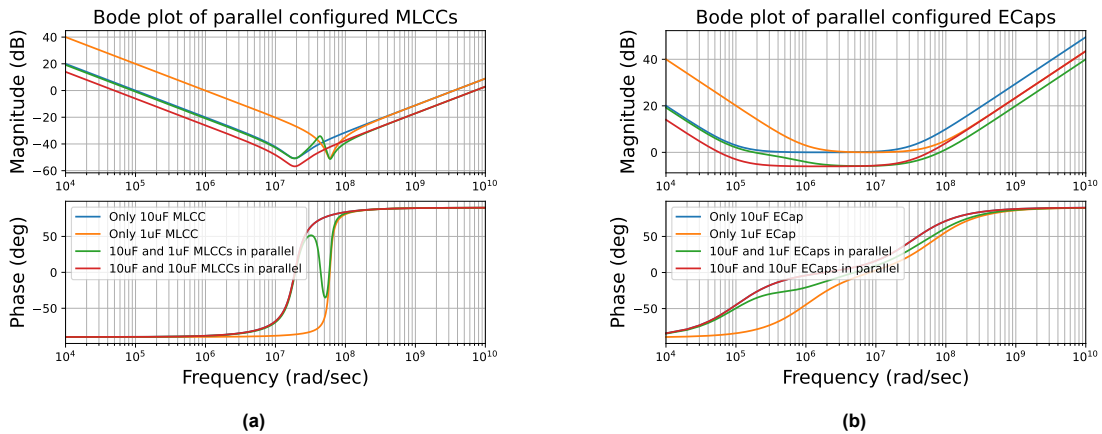 Bode plot of parallel configured MLCCs
Magnitude (dB)
40
20
0
−20
−40
−60
10^4 10^5 10^6 10^7 10^8 10^9 10^10
Phase (deg)
50
0
−50
Only 10uF MLCC
Only 1uF MLCC
10uF and 1uF MLCCs in parallel
10uF and 10uF MLCCs in parallel
10^4 10^5 10^6 10^7 10^8 10^9 10^10
Frequency (rad/sec)
(a)
Bode plot of parallel configured ECaps
Magnitude (dB)
40
20
0
10^4 10^5 10^6 10^7 10^8 10^9 10^10
Phase (deg)
50
0
−50
Only 10uF ECap
Only 1uF ECap
10uF and 1uF ECaps in parallel
10uF and 10uF ECaps in parallel
10^4 10^5 10^6 10^7 10^8 10^9 10^10
Frequency (rad/sec)
(b)